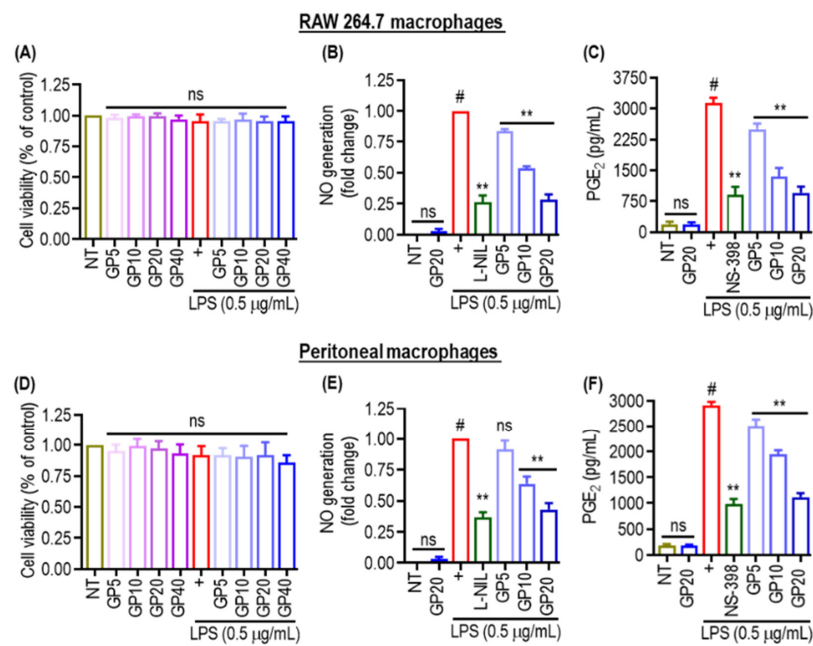 RAW 264.7 macrophages
(A)
Cell viability (% of control)
1.25
1.00
0.75
0.50
0.25
0.00
ns
NT
GP5
GP10
GP20
GP40
+
GP5
GP10
GP20
GP40
LPS (0.5 μg/mL)
(B)
NO generation
(fold change)
1.25
1.00
0.75
0.50
0.25
0.00
ns
#
**
**
NT
GP20
+
L-NIL
GP5
GP10
GP20
LPS (0.5 μg/mL)
(C)
PGE₂ (pg/mL)
3750
3000
2250
1500
750
0
ns
#
**
**
NT
GP20
+
NS-398
GP5
GP10
GP20
LPS (0.5 μg/mL)
Peritoneal macrophages
(D)
Cell viability (% of control)
1.25
1.00
0.75
0.50
0.25
0.00
ns
NT
GP5
GP10
GP20
GP40
+
GP5
GP10
GP20
GP40
LPS (0.5 μg/mL)
(E)
NO generation
(fold change)
1.25
1.00
0.75
0.50
0.25
0.00
ns
#
**
ns
**
NT
GP20
+
L-NIL
GP5
GP10
GP20
LPS (0.5 μg/mL)
(F)
PGE₂ (pg/mL)
3000
2500
2000
1500
1000
500
0
ns
#
**
**
NT
GP20
+
NS-398
GP5
GP10
GP20
LPS (0.5 μg/mL)